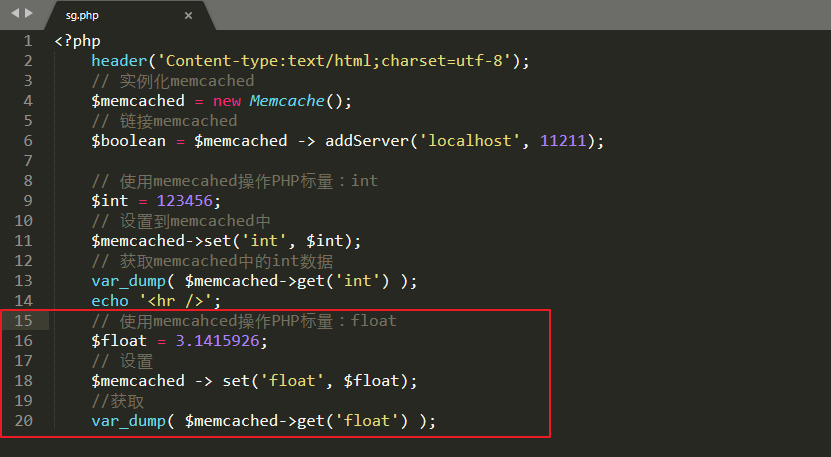 sg.php ×
1 <?php
2 header('Content-type:text/html;charset=utf-8');
3 // 实例化memcached
4 $memcached = new Memcache();
5 // 链接memcached
6 $boolean = $memcached -> addServer('localhost', 11211);
7
8 // 使用memecahed操作PHP标量：int
9 $int = 123456;
10 // 设置到memcached中
11 $memcached->set('int', $int);
12 // 获取memcached中的int数据
13 var_dump( $memcached->get('int') );
14 echo '<hr />';
15 // 使用memcahced操作PHP标量：float
16 $float = 3.1415926;
17 // 设置
18 $memcached -> set('float', $float);
19 //获取
20 var_dump( $memcached->get('float') );